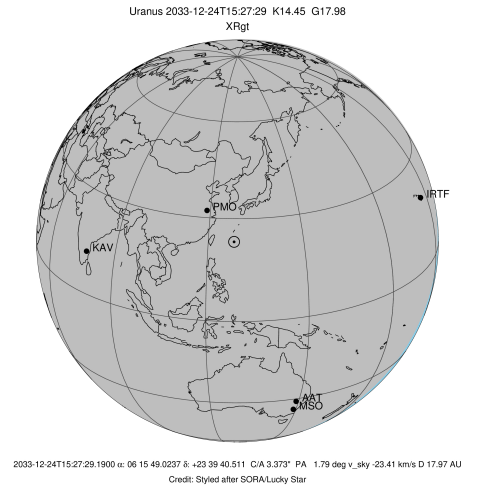 Uranus 2033-12-24T15:27:29 K14.45 G17.98
XRgt
IRTF
PMO
KAV
AAT
MSO
2033-12-24T15:27:29.1900 α: 06 15 49.0237 δ: +23 39 40.511 C/A 3.373" PA 1.79 deg v_sky -23.41 km/s D 17.97 AU
Credit: Styled after SORA/Lucky Star